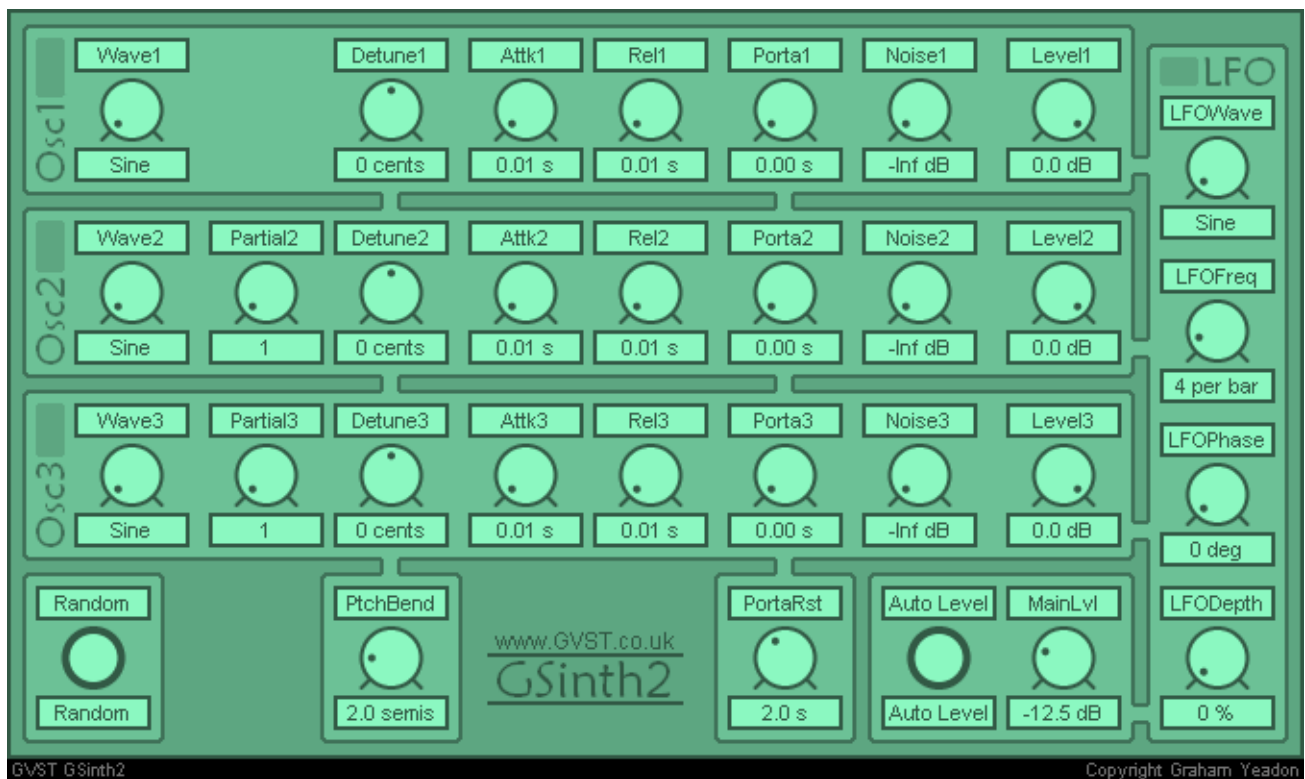 Osc1
Wave1
Detune1
Attk1
Rel1
Porta1
Noise1
Level1
Sine
0 cents
0.01 s
0.01 s
0.00 s
-Inf dB
0.0 dB
Osc2
Wave2
Partial2
Detune2
Attk2
Rel2
Porta2
Noise2
Level2
Sine
1
0 cents
0.01 s
0.01 s
0.00 s
-Inf dB
0.0 dB
Osc3
Wave3
Partial3
Detune3
Attk3
Rel3
Porta3
Noise3
Level3
Sine
1
0 cents
0.01 s
0.01 s
0.00 s
-Inf dB
0.0 dB
LFO
LFOWave
Sine
LFOFreq
4 per bar
LFOPhase
0 deg
LFODepth
0 %
Random
Random
PtchBend
2.0 semis
www.GVST.co.uk
GSinth2
PortaRst
2.0 s
Auto Level
Auto Level
MainLvl
-12.5 dB
GVST GSinth2
Copyright Graham Yeadon